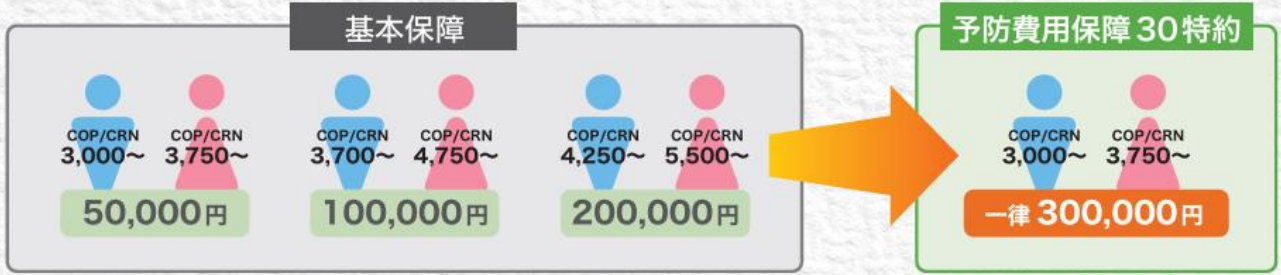 基本保障
予防費用保障30特約
COP/CRN
3,000〜
COP/CRN
3,750〜
50,000円
COP/CRN
3,700〜
COP/CRN
4,750〜
100,000円
COP/CRN
4,250〜
COP/CRN
5,500〜
200,000円
COP/CRN
3,000〜
COP/CRN
3,750〜
一律 300,000円